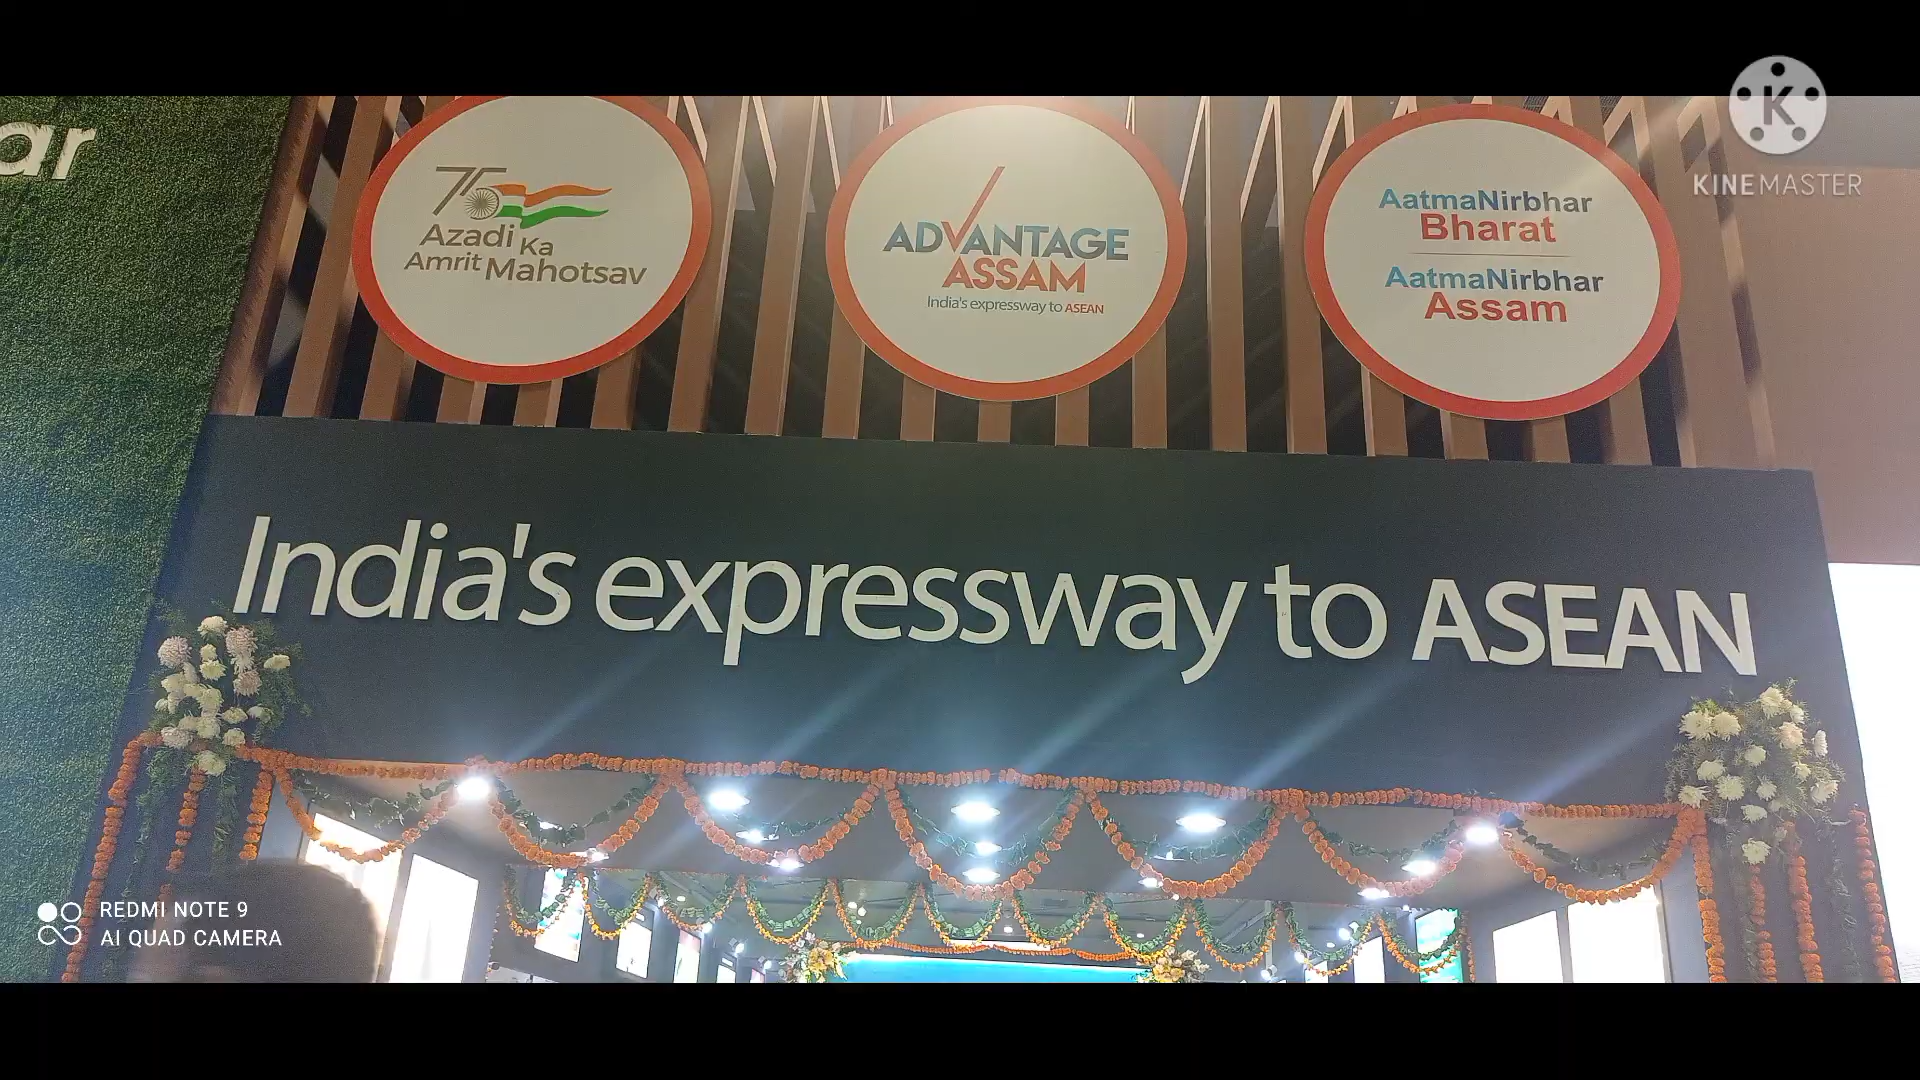 ar
75
Azadi Ka
Amrit Mahotsav
ADVANTAGE
ASSAM
India's expressway to ASEAN
AatmaNirbhar
Bharat
AatmaNirbhar
Assam
K
KINEMASTER
India's expressway to ASEAN
REDMI NOTE 9
AI QUAD CAMERA